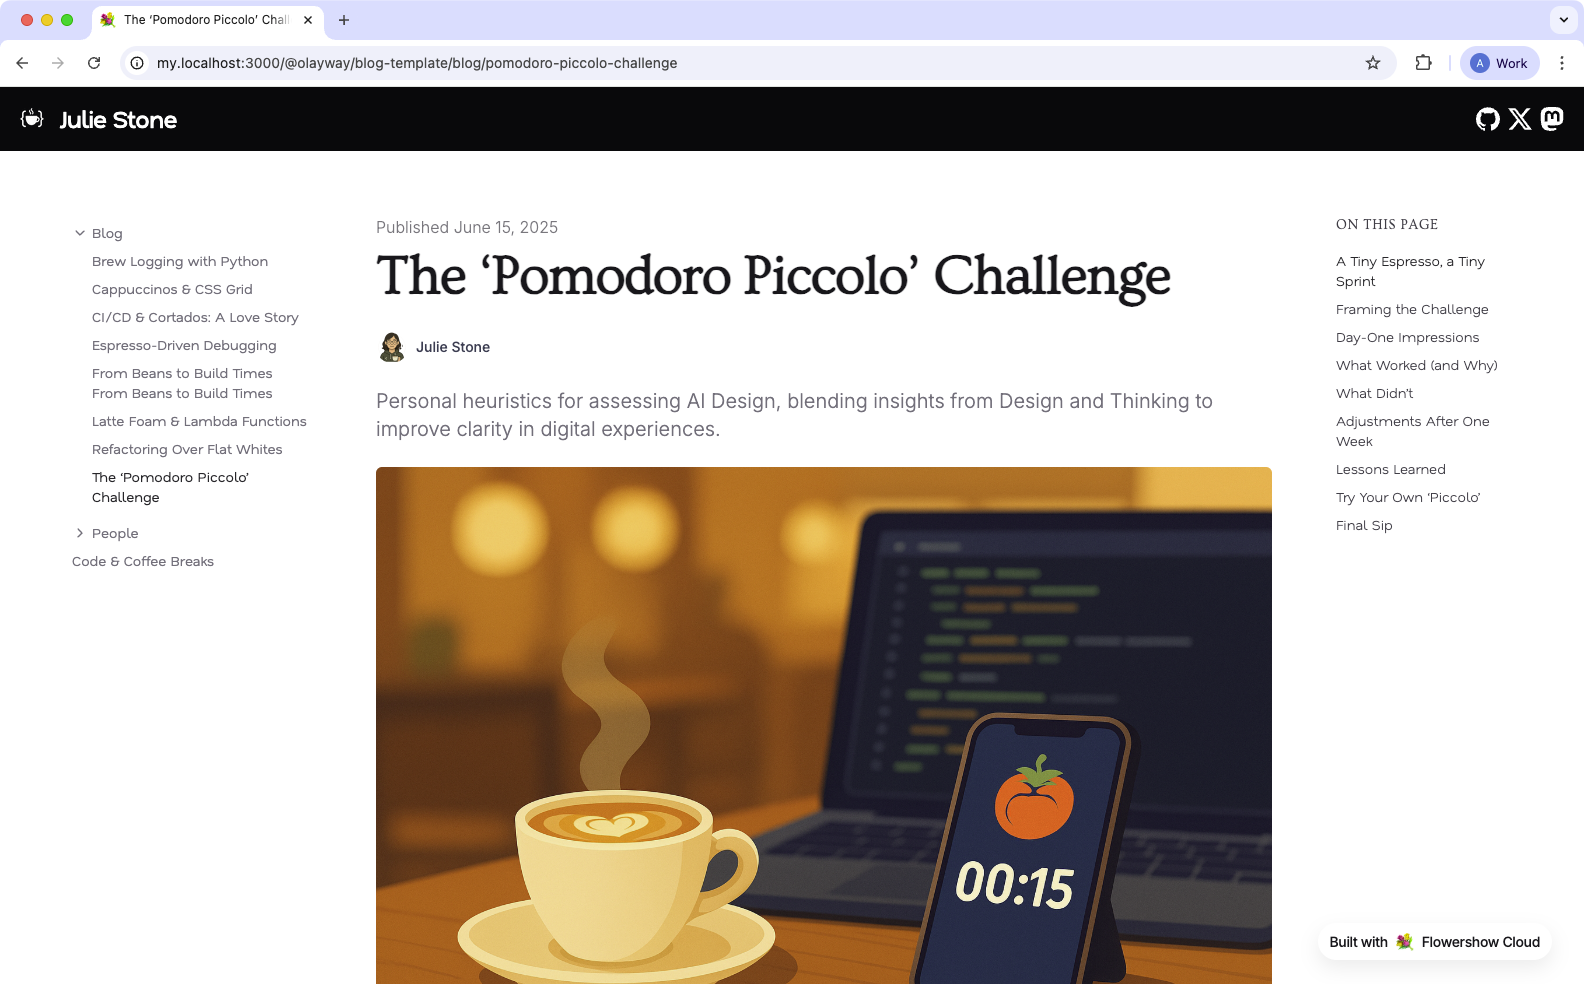 The ‘Pomodoro Piccolo’ Chall
my.localhost:3000/@olayway/blog-template/blog/pomodoro-piccolo-challenge
A
Work
Julie Stone
Blog
Brew Logging with Python
Cappuccinos & CSS Grid
CI/CD & Cortados: A Love Story
Espresso-Driven Debugging
From Beans to Build Times
From Beans to Build Times
Latte Foam & Lambda Functions
Refactoring Over Flat Whites
The ‘Pomodoro Piccolo’
Challenge
People
Code & Coffee Breaks
Published June 15, 2025
The ‘Pomodoro Piccolo’ Challenge
Julie Stone
Personal heuristics for assessing AI Design, blending insights from Design and Thinking to
improve clarity in digital experiences.
00:15
ON THIS PAGE
A Tiny Espresso, a Tiny
Sprint
Framing the Challenge
Day-One Impressions
What Worked (and Why)
What Didn’t
Adjustments After One
Week
Lessons Learned
Try Your Own ‘Piccolo’
Final Sip
Built with Flowershow Cloud